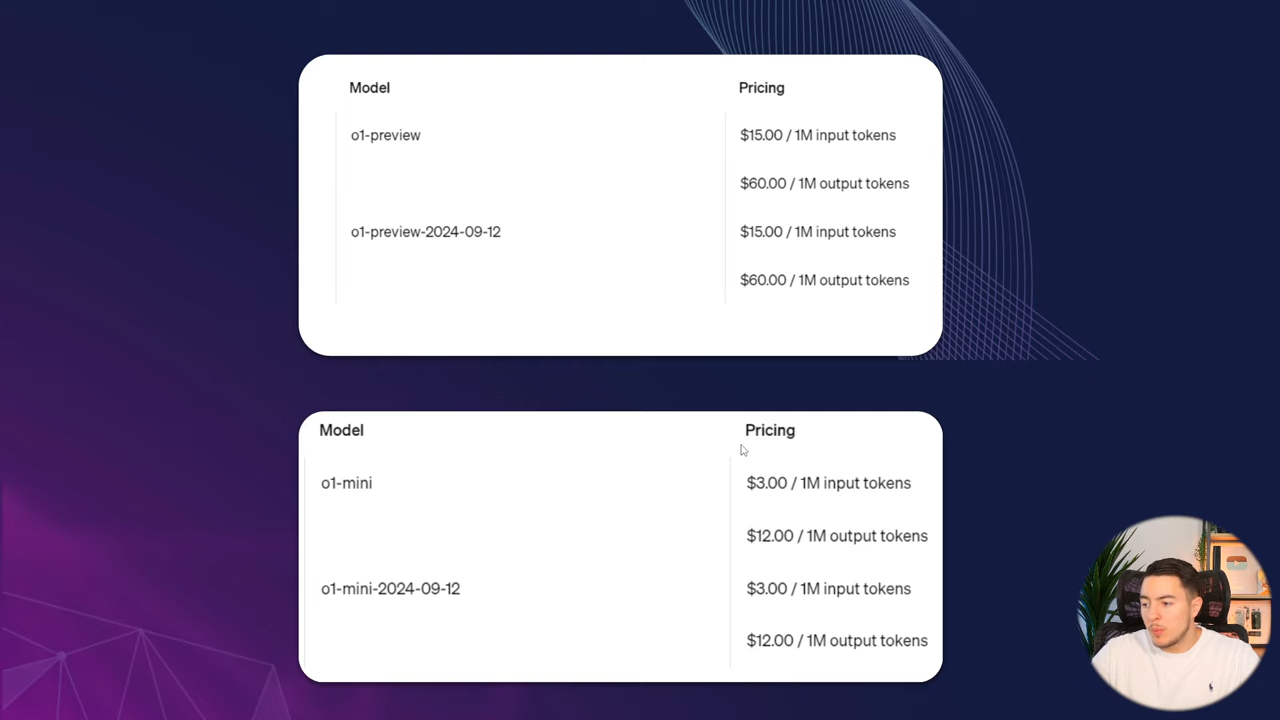 Model Pricing
o1-preview $15.00 / 1M input tokens
$60.00 / 1M output tokens
o1-preview-2024-09-12 $15.00 / 1M input tokens
$60.00 / 1M output tokens
Model Pricing
o1-mini $3.00 / 1M input tokens
$12.00 / 1M output tokens
o1-mini-2024-09-12 $3.00 / 1M input tokens
$12.00 / 1M output tokens